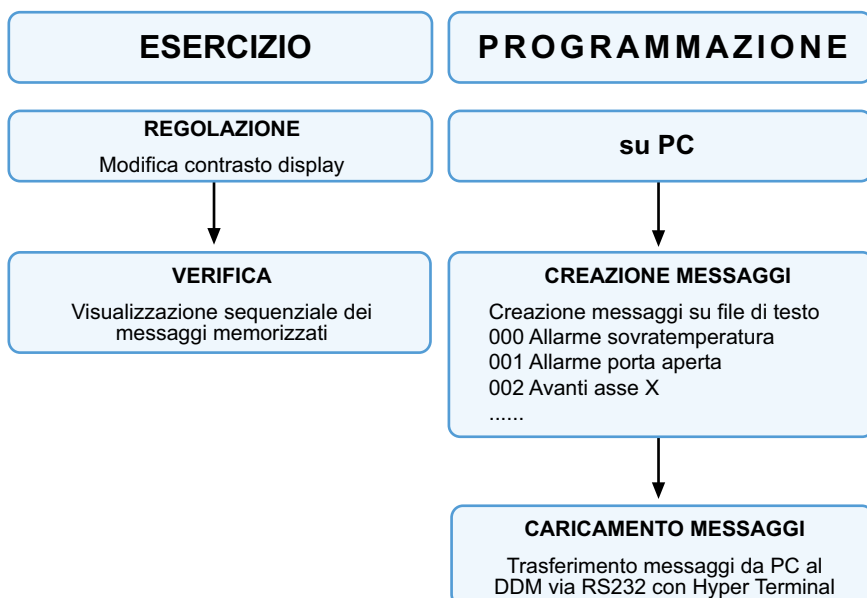 ESERCIZIO
REGOLAZIONE
Modifica contrasto display
VERIFICA
Visualizzazione sequenziale dei
messaggi memorizzati
PROGRAMMAZIONE
su PC
CREAZIONE MESSAGGI
Creazione messaggi su file di testo
000 Allarme sovratemperatura
001 Allarme porta aperta
002 Avanti asse X
......
CARICAMENTO MESSAGGI
Trasferimento messaggi da PC al
DDM via RS232 con Hyper Terminal